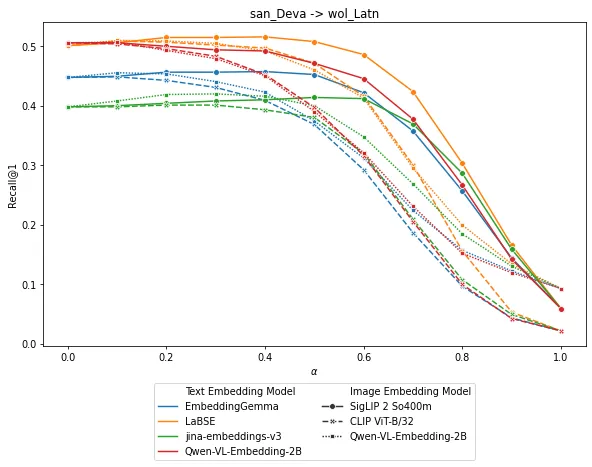 san_Deva -> wol_Latn
Recall@1
0.5
0.4
0.3
0.2
0.1
0.0
0.0 0.2 0.4 0.6 0.8 1.0
α
Text Embedding Model
EmbeddingGemma
LaBSE
jina-embeddings-v3
Qwen-VL-Embedding-2B
Image Embedding Model
SigLIP 2 So400m
CLIP ViT-B/32
Qwen-VL-Embedding-2B